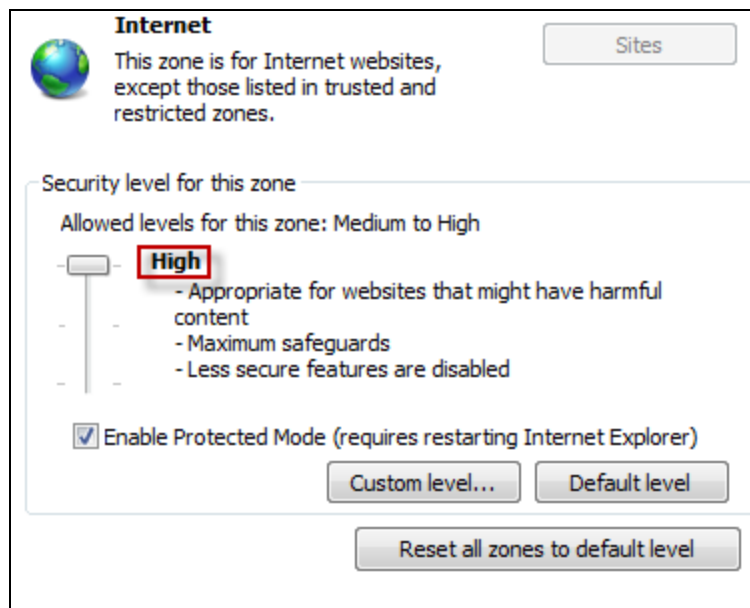 Internet
Sites
This zone is for Internet websites,
except those listed in trusted and
restricted zones.
Security level for this zone
Allowed levels for this zone: Medium to High
High
- Appropriate for websites that might have harmful
content
- Maximum safeguards
- Less secure features are disabled
Enable Protected Mode (requires restarting Internet Explorer)
Custom level...
Default level
Reset all zones to default level